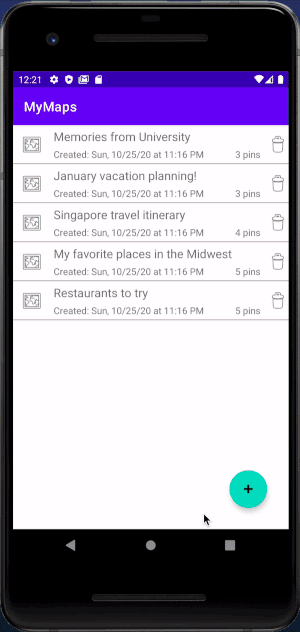 12:21
MyMaps
Memories from University
Created: Sun, 10/25/20 at 11:16 PM 3 pins
January vacation planning!
Created: Sun, 10/25/20 at 11:16 PM 3 pins
Singapore travel itinerary
Created: Sun, 10/25/20 at 11:16 PM 4 pins
My favorite places in the Midwest
Created: Sun, 10/25/20 at 11:16 PM 5 pins
Restaurants to try
Created: Sun, 10/25/20 at 11:16 PM 5 pins
+